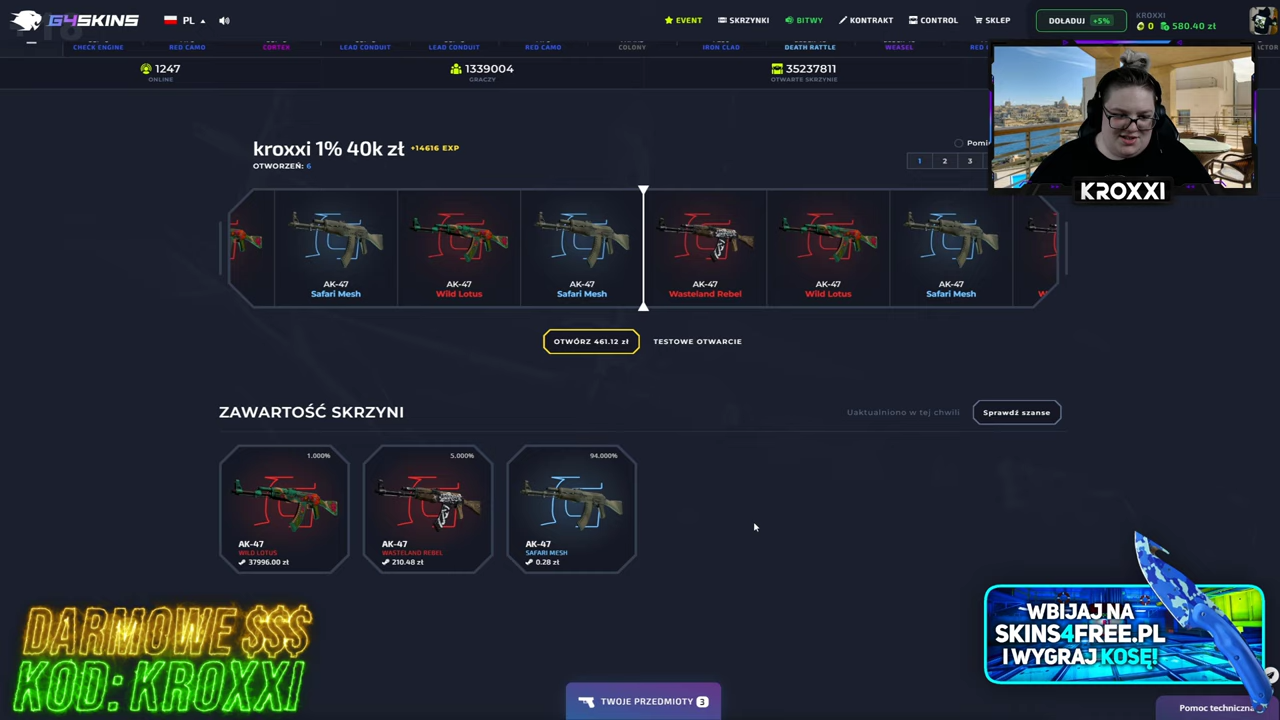 G4SKINS
PL
EVENT
SKRZYNKI
BITWY
KONTRAKT
CONTROL
SKLEP
DOŁADUJ +5%
KROXXI
0 580.40 zł
CHECK ENGINE
RED CAMO
CORTEX
LEAD CONDUIT
LEAD CONDUIT
RED CAMO
COLONY
IRON CLAD
DEATH RATTLE
WEASEL
1247
ONLINE
1339004
GRACZY
35237811
OTWARTE SKRZYNIE
kroxxi 1% 40k zł +14616 EXP
OTWORZEŃ: 6
1 2 3
KROXXI
AK-47
Safari Mesh
AK-47
Wild Lotus
AK-47
Safari Mesh
AK-47
Wasteland Rebel
AK-47
Wild Lotus
AK-47
Safari Mesh
OTWÓRZ 461.12 zł
TESTOWE OTWARCIE
ZAWARTOŚĆ SKRZYNI
Uaktualniono w tej chwili
Sprawdź szanse
1.000%
AK-47
WILD LOTUS
37996.00 zł
5.000%
AK-47
WASTELAND REBEL
210.48 zł
94.000%
AK-47
SAFARI MESH
0.28 zł
DARMOWE $$$
KOD: KROXXI
WBIJAJ NA
SKINS4FREE.PL
I WYGRAJ KOSĘ!
TWOJE PRZEDMIOTY 3
Pomoc techniczna